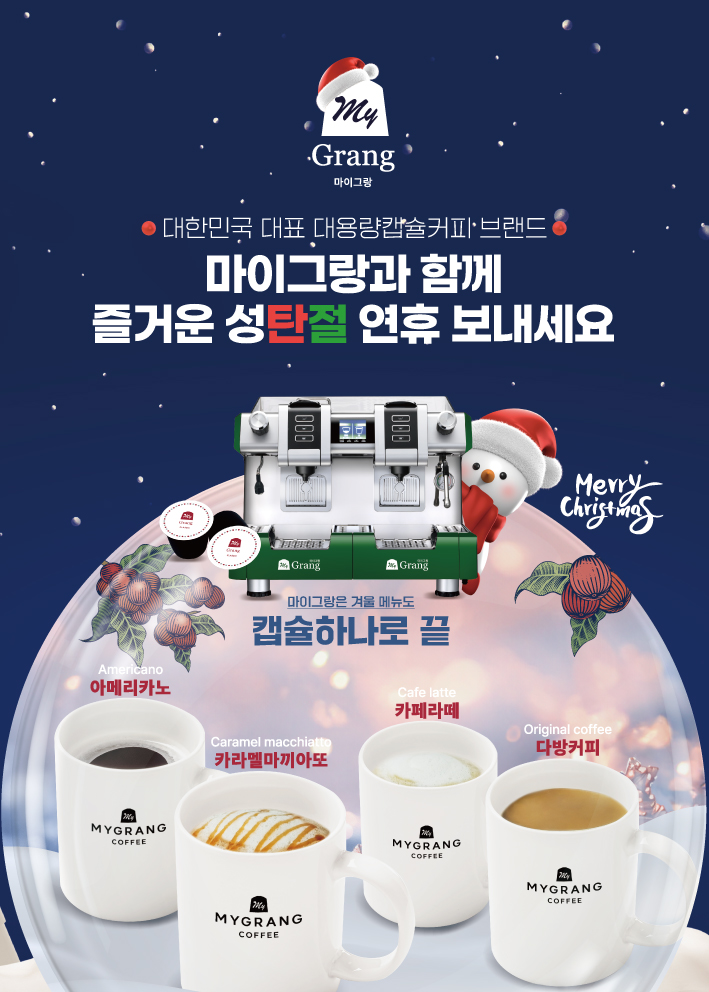 My
Grang
마이그랑
대한민국 대표 대용량캡슐커피 브랜드
마이그랑과 함께
즐거운 성탄절 연휴 보내세요
Merry
Christmas
My Grang
My Grang
마이그랑은 겨울 메뉴도
캡슐하나로 끝
Americano
아메리카노
Cafe latte
카페라떼
Caramel macchiatto
카라멜마끼아또
Original coffee
다방커피
My
MYGRANG
COFFEE
My
MYGRANG
COFFEE
My
MYGRANG
COFFEE
My
MYGRANG
COFFEE